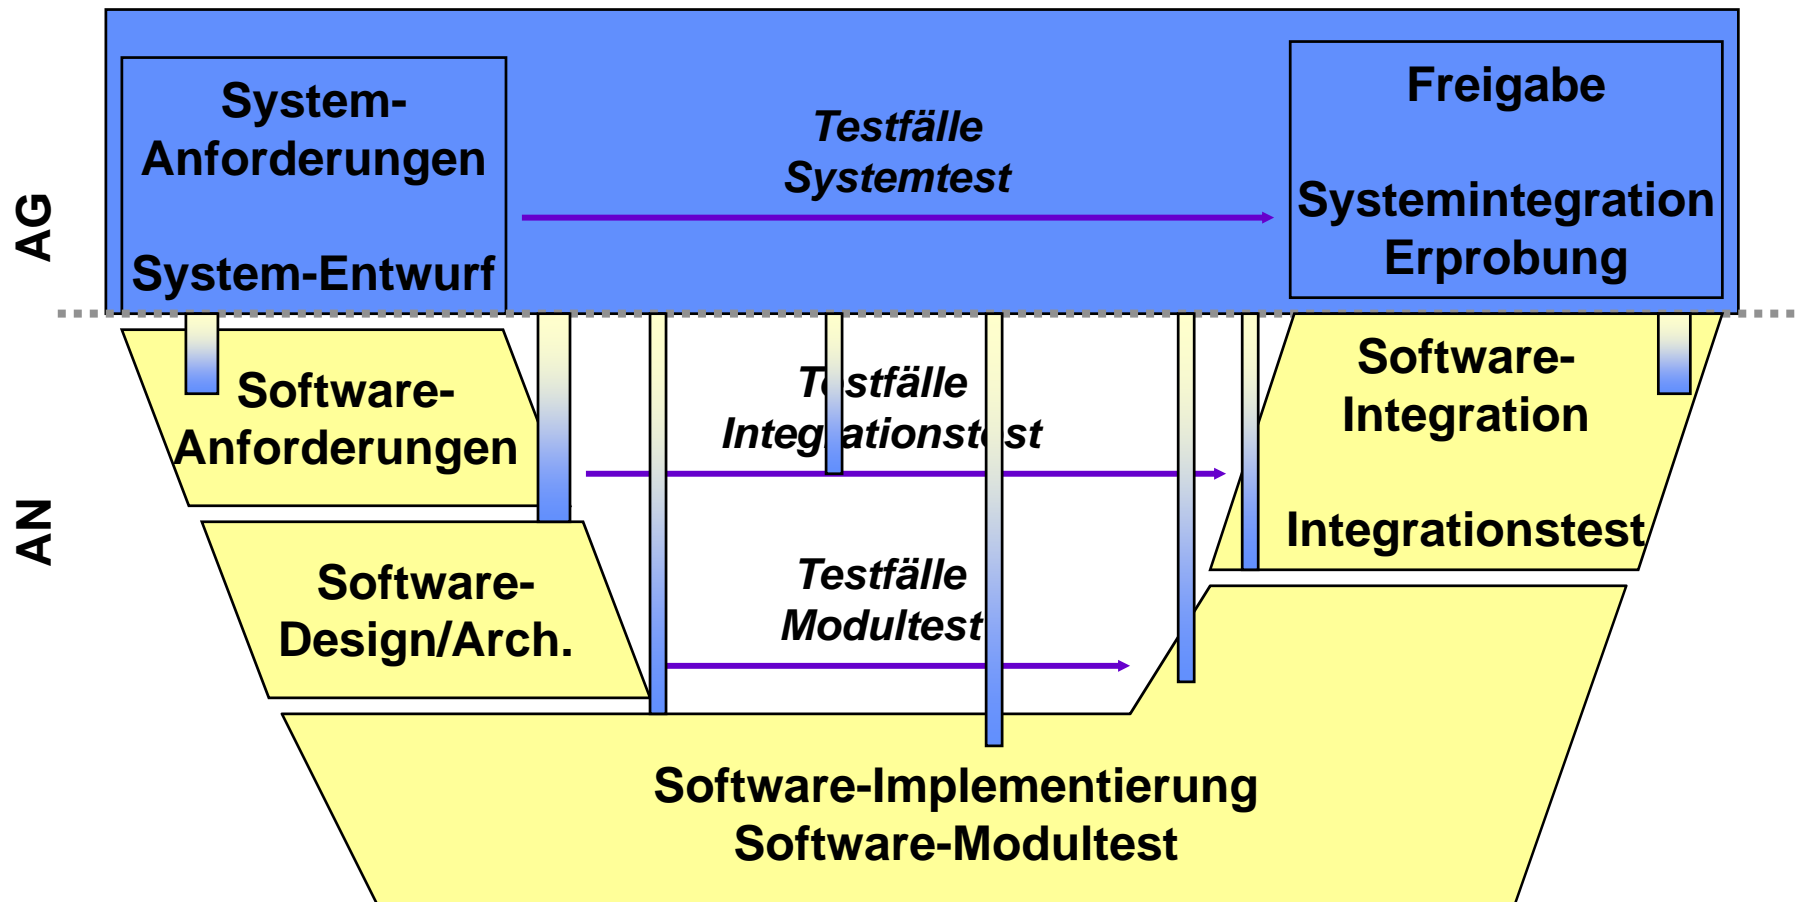 AG
System-
Anforderungen
System-Entwurf
Testfälle
Systemtest
Freigabe
Systemintegration
Erprobung
AN
Software-
Anforderungen
Testfälle
Integrationstest
Software-
Integration
Integrationstest
Software-
Design/Arch.
Testfälle
Modultest
Software-Implementierung
Software-Modultest